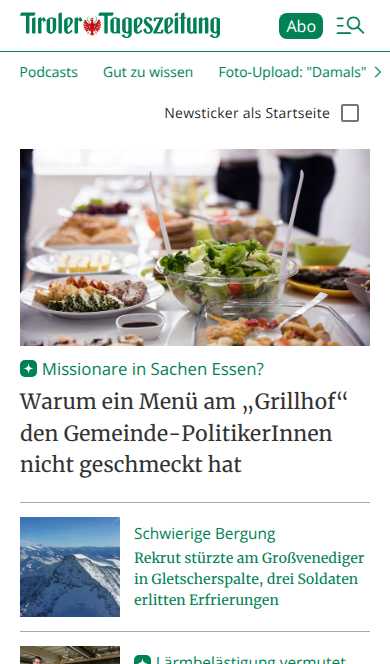 Tiroler Tageszeitung
Abo
Podcasts Gut zu wissen Foto-Upload: "Damals"
Newsticker als Startseite
Missionare in Sachen Essen?
Warum ein Menü am „Grillhof“
den Gemeinde-PolitikerInnen
nicht geschmeckt hat
Schwierige Bergung
Rekrut stürzte am Großvenediger
in Gletscherspalte, drei Soldaten
erlitten Erfrierungen
Lärmbelästigung vermutet